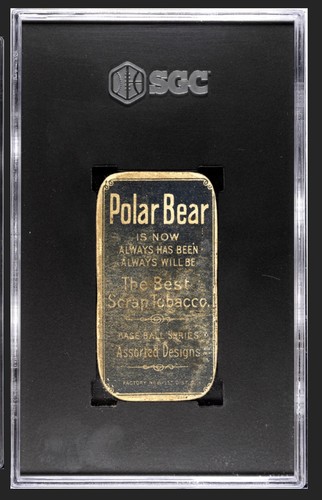 SGC
Polar Bear
IS NOW
ALWAYS HAS BEEN
ALWAYS WILL BE
The Best
Scrap Tobacco.
BASE BALL SERIES
Assorted Designs
FACTORY